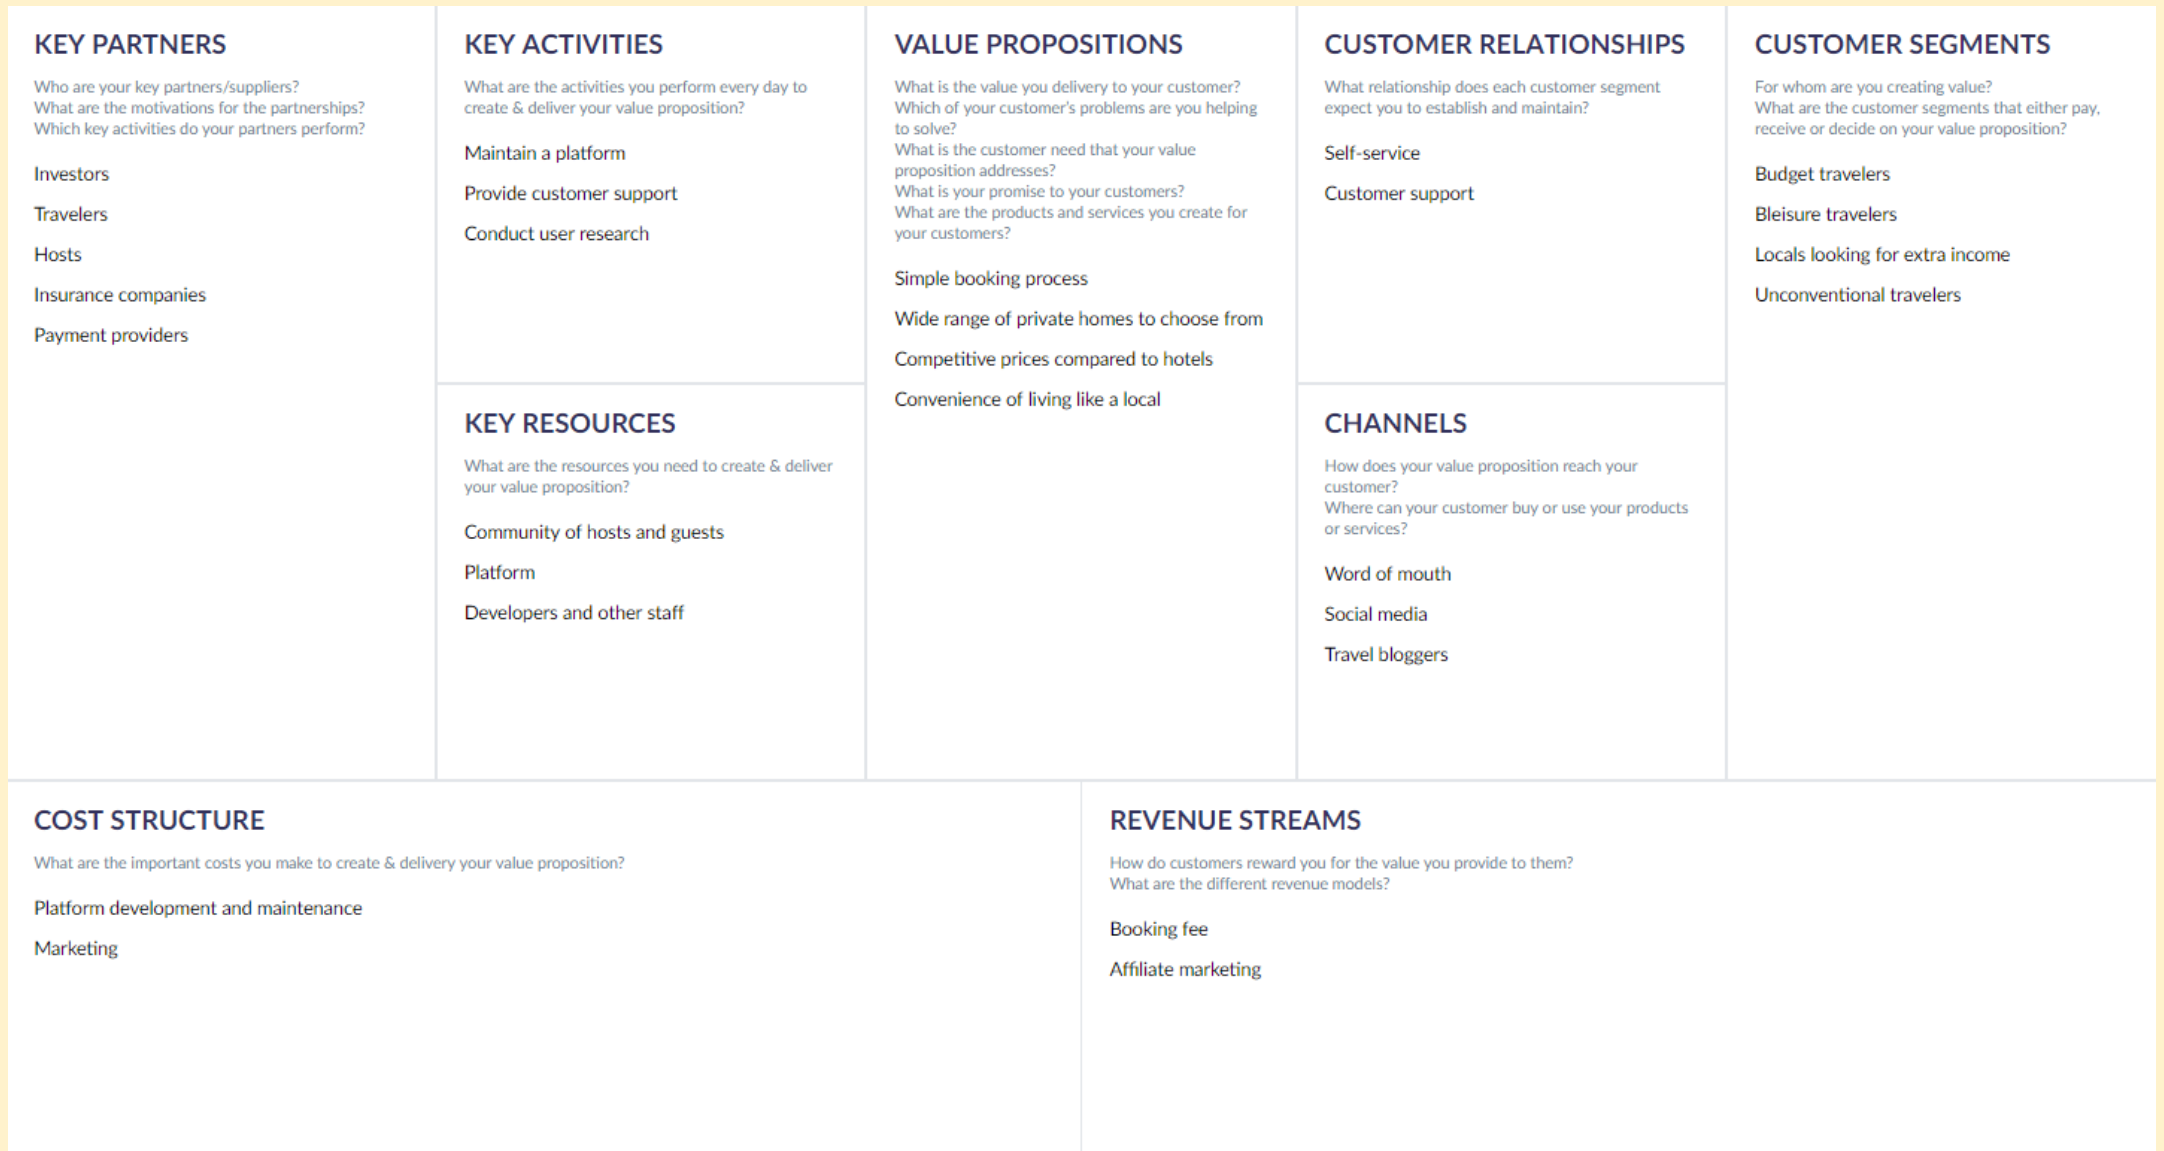 KEY PARTNERS
Who are your key partners/suppliers?
What are the motivations for the partnerships?
Which key activities do your partners perform?
Investors
Travelers
Hosts
Insurance companies
Payment providers
KEY ACTIVITIES
What are the activities you perform every day to
create & deliver your value proposition?
Maintain a platform
Provide customer support
Conduct user research
KEY RESOURCES
What are the resources you need to create & deliver
your value proposition?
Community of hosts and guests
Platform
Developers and other staff
VALUE PROPOSITIONS
What is the value you delivery to your customer?
Which of your customer's problems are you helping
to solve?
What is the customer need that your value
proposition addresses?
What is your promise to your customers?
What are the products and services you create for
your customers?
Simple booking process
Wide range of private homes to choose from
Competitive prices compared to hotels
Convenience of living like a local
CUSTOMER RELATIONSHIPS
What relationship does each customer segment
expect you to establish and maintain?
Self-service
Customer support
CHANNELS
How does your value proposition reach your
customer?
Where can your customer buy or use your products
or services?
Word of mouth
Social media
Travel bloggers
CUSTOMER SEGMENTS
For whom are you creating value?
What are the customer segments that either pay,
receive or decide on your value proposition?
Budget travelers
Bleisure travelers
Locals looking for extra income
Unconventional travelers
COST STRUCTURE
What are the important costs you make to create & delivery your value proposition?
Platform development and maintenance
Marketing
REVENUE STREAMS
How do customers reward you for the value you provide to them?
What are the different revenue models?
Booking fee
Affiliate marketing